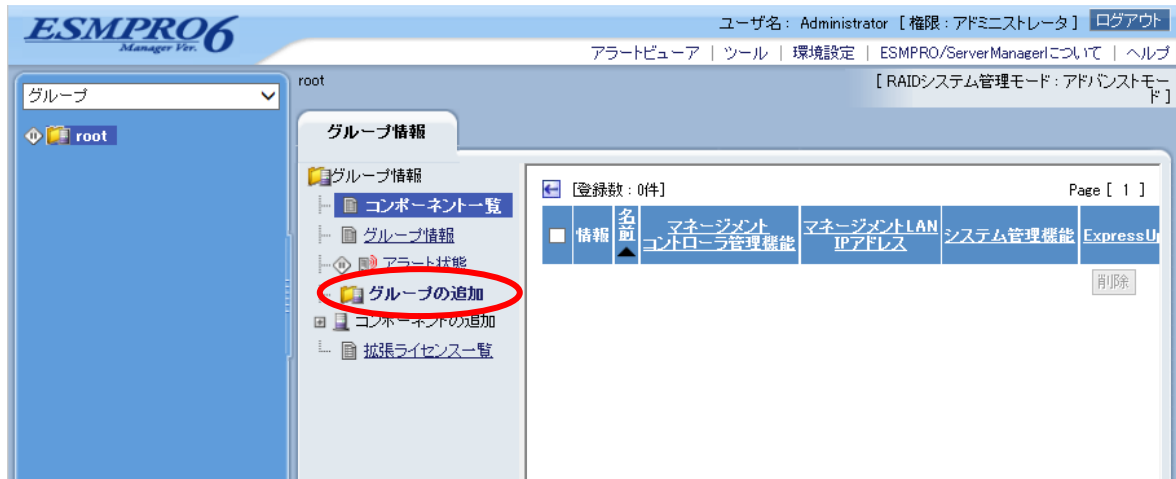 ESMPRO6
Manager Ver.
ユーザ名： Administrator [ 権限：アドミニストレータ ] ログアウト
アラートビューア | ツール | 環境設定 | ESMPRO/ServerManagerについて | ヘルプ
グループ
root
root
[ RAIDシステム管理モード：アドバンストモー
ド ]
グループ情報
グループ情報
コンポーネント一覧
グループ情報
アラート状態
グループの追加
コンポーネントの追加
拡張ライセンス一覧
[登録数：0件]
Page [ 1 ]
情報
名前
マネージメント
コントローラ管理機能
マネージメントLAN
IPアドレス
システム管理機能
ExpressU
削除